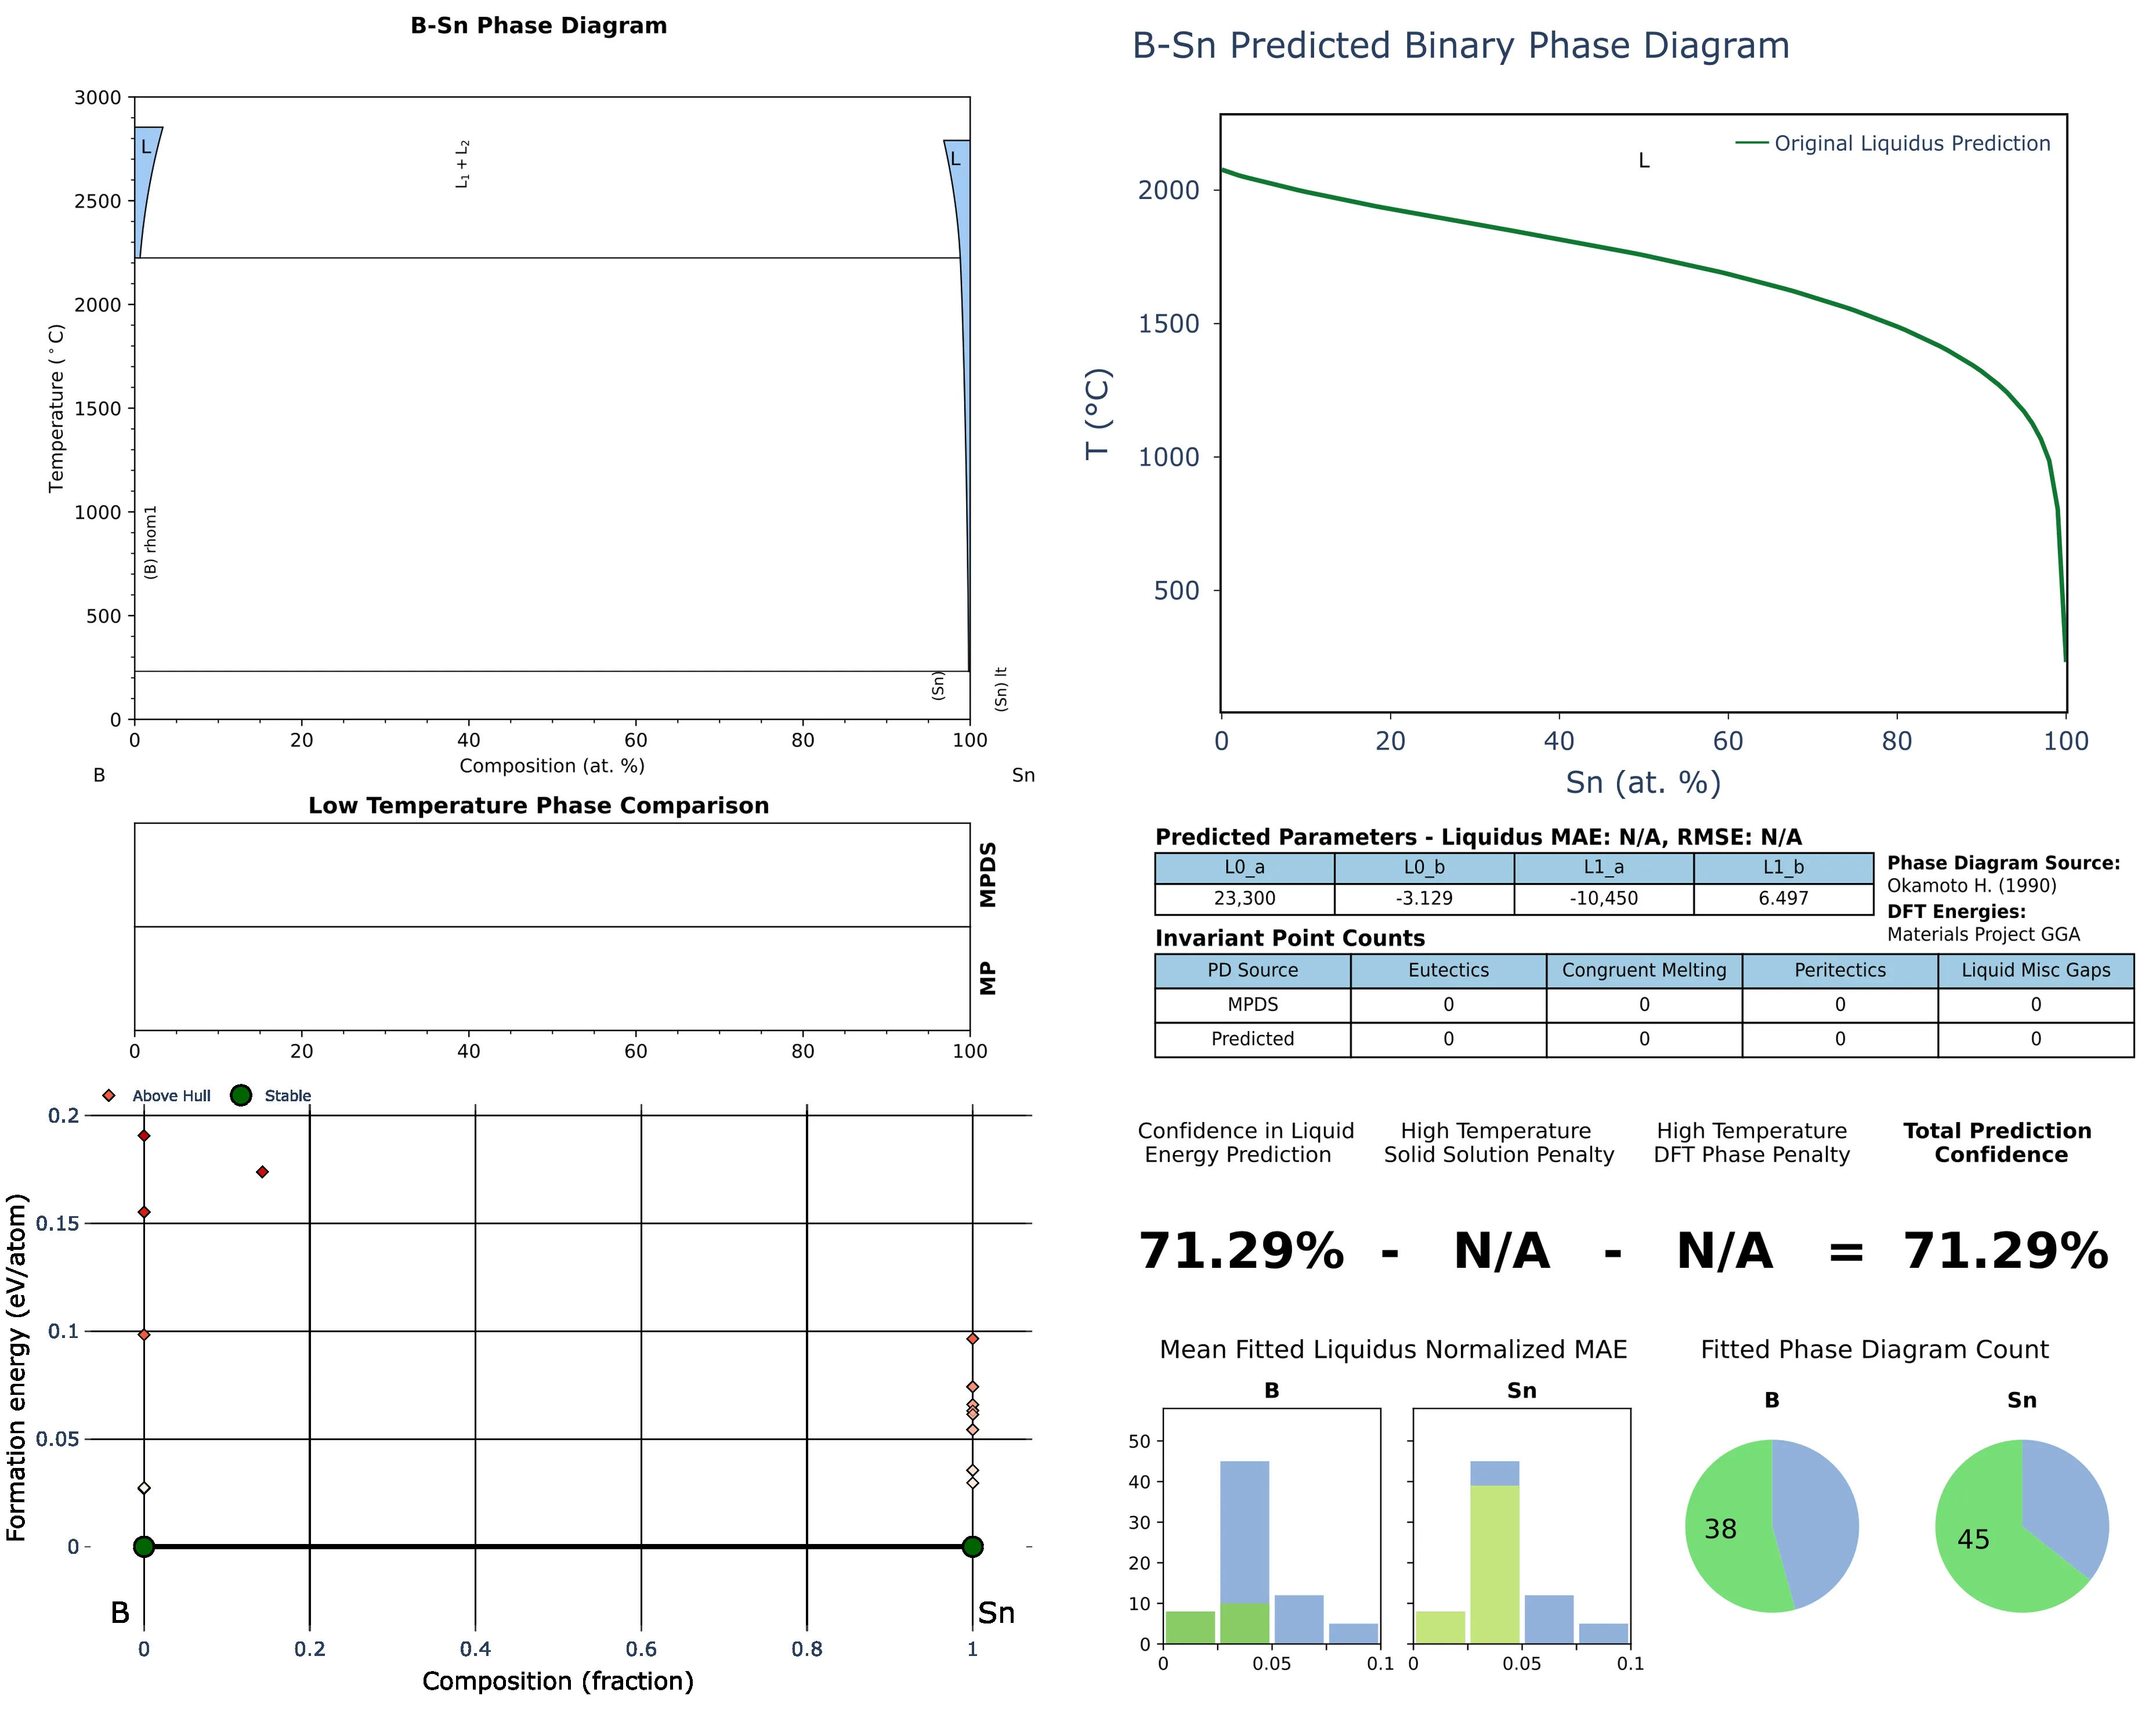 B-Sn Phase Diagram
3000
2500
2000
1500
1000
500
0
Temperature (°C)
L
L1 + L2
L
(B) rhom1
(Sn)
(Sn) lt
0 20 40 60 80 100
Composition (at. %)
B Sn
Low Temperature Phase Comparison
MPDS
MP
0 20 40 60 80 100
Above Hull Stable
0.2
0.15
0.1
0.05
0
Formation energy (eV/atom)
B Sn
0 0.2 0.4 0.6 0.8 1
Composition (fraction)
B-Sn Predicted Binary Phase Diagram
L
Original Liquidus Prediction
2000
1500
1000
500
T (°C)
0 20 40 60 80 100
Sn (at. %)
Predicted Parameters - Liquidus MAE: N/A, RMSE: N/A
L0_a L0_b L1_a L1_b
23,300 -3.129 -10,450 6.497
Phase Diagram Source:
Okamoto H. (1990)
DFT Energies:
Materials Project GGA
Invariant Point Counts
PD Source Eutectics Congruent Melting Peritectics Liquid Misc Gaps
MPDS 0 0 0 0
Predicted 0 0 0 0
Confidence in Liquid
Energy Prediction
High Temperature
Solid Solution Penalty
High Temperature
DFT Phase Penalty
Total Prediction
Confidence
71.29% - N/A - N/A = 71.29%
Mean Fitted Liquidus Normalized MAE
B Sn
50
40
30
20
10
0
0 0.05 0.1 0 0.05 0.1
Fitted Phase Diagram Count
B Sn
38 45